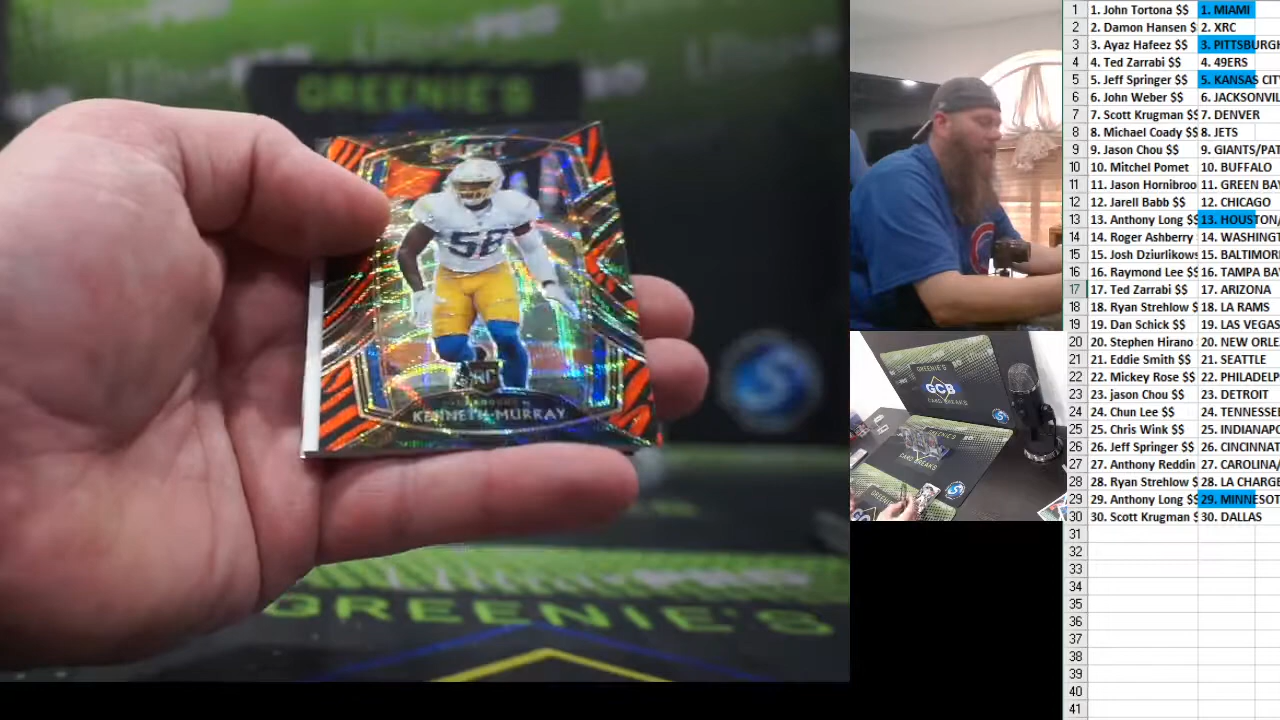 GREENIE'S
SELECT
56
KENNETH MURRAY
GREENIE'S
GREENIE'S
GCB
CARD BREAKS
GREENIE'S
CARD BREAKS
1 1. John Tortona $$ 1. MIAMI
2 2. Damon Hansen $ 2. XRC
3 3. Ayaz Hafeez $$ 3. PITTSBURGH
4 4. Ted Zarrabi $$ 4. 49ERS
5 5. Jeff Springer $$ 5. KANSAS CITY
6 6. John Weber $$ 6. JACKSONVIL
7 7. Scott Krugman $$ 7. DENVER
8 8. Michael Coady $$ 8. JETS
9 9. Jason Chou $$ 9. GIANTS/PAT
10 10. Mitchel Pomet 10. BUFFALO
11 11. Jason Hornibroo 11. GREEN BAY
12 12. Jarell Babb $$ 12. CHICAGO
13 13. Anthony Long $$ 13. HOUSTON/
14 14. Roger Ashberry 14. WASHINGT
15 15. Josh Dziurlikows 15. BALTIMOR
16 16. Raymond Lee $$ 16. TAMPA BA
17 17. Ted Zarrabi $$ 17. ARIZONA
18 18. Ryan Strehlow $ 18. LA RAMS
19 19. Dan Schick $$ 19. LAS VEGAS
20 20. Stephen Hirano 20. NEW ORLE
21 21. Eddie Smith $$ 21. SEATTLE
22 22. Mickey Rose $$ 22. PHILADELP
23 23. jason Chou $$ 23. DETROIT
24 24. Chun Lee $$ 24. TENNESSE
25 25. Chris Wink $$ 25. INDIANAPO
26 26. Jeff Springer $$ 26. CINCINNAT
27 27. Anthony Reddin 27. CAROLINA/
28 28. Ryan Strehlow $ 28. LA CHARGE
29 29. Anthony Long $$ 29. MINNESOT
30 30. Scott Krugman $ 30. DALLAS
31
32
33
34
35
36
37
38
39
40
41